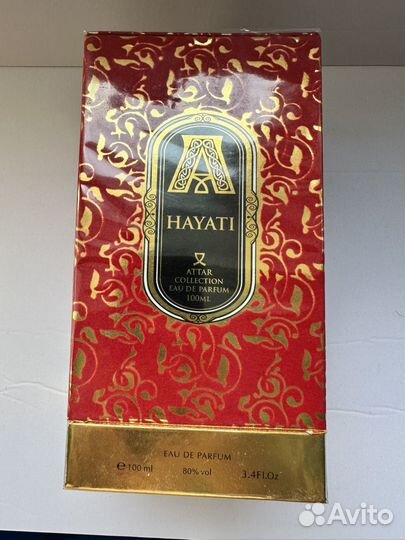 A
HAYATI
ATTAR
COLLECTION
EAU DE PARFUM
100ML
EAU DE PARFUM
℮ 100 ml 80% vol 3.4Fl.Oz
Avito